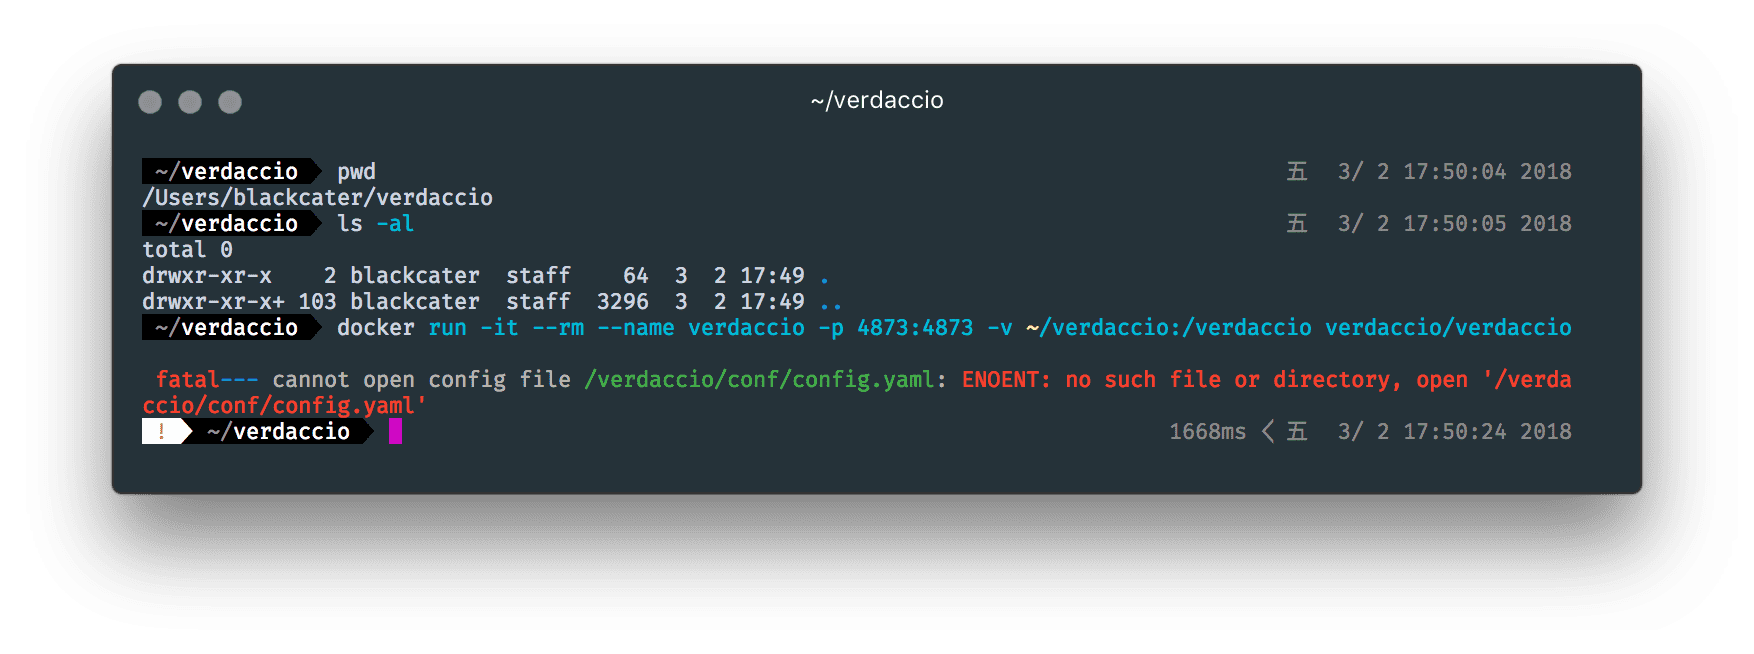 ~/verdaccio
~/verdaccio pwd 五 3/ 2 17:50:04 2018
/Users/blackcater/verdaccio
~/verdaccio ls -al 五 3/ 2 17:50:05 2018
total 0
drwxr-xr-x 2 blackcater staff 64 3 2 17:49 .
drwxr-xr-x+ 103 blackcater staff 3296 3 2 17:49 ..
~/verdaccio docker run -it --rm --name verdaccio -p 4873:4873 -v ~/verdaccio:/verdaccio verdaccio/verdaccio
fatal--- cannot open config file /verdaccio/conf/config.yaml: ENOENT: no such file or directory, open '/verda
ccio/conf/config.yaml'
! ~/verdaccio 1668ms < 五 3/ 2 17:50:24 2018